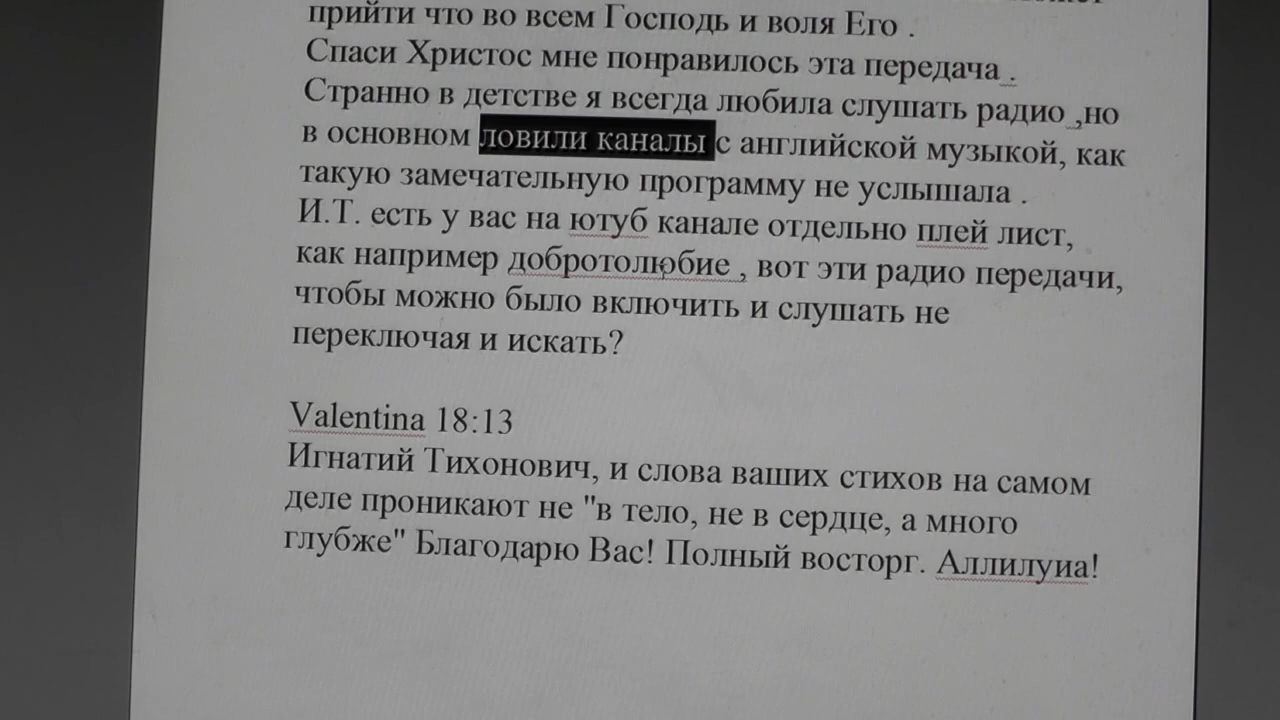 прийти что во всем Господь и воля Его .
Спаси Христос мне понравилось эта передача .
Странно в детстве я всегда любила слушать радио ,но
в основном ловили каналы с английской музыкой, как
такую замечательную программу не услышала .
И.Т. есть у вас на ютуб канале отдельно плей лист,
как например добротолюбие , вот эти радио передачи,
чтобы можно было включить и слушать не
переключая и искать?
Valentina 18:13
Игнатий Тихонович, и слова ваших стихов на самом
деле проникают не "в тело, не в сердце, а много
глубже" Благодарю Вас! Полный восторг. Аллилуиа!